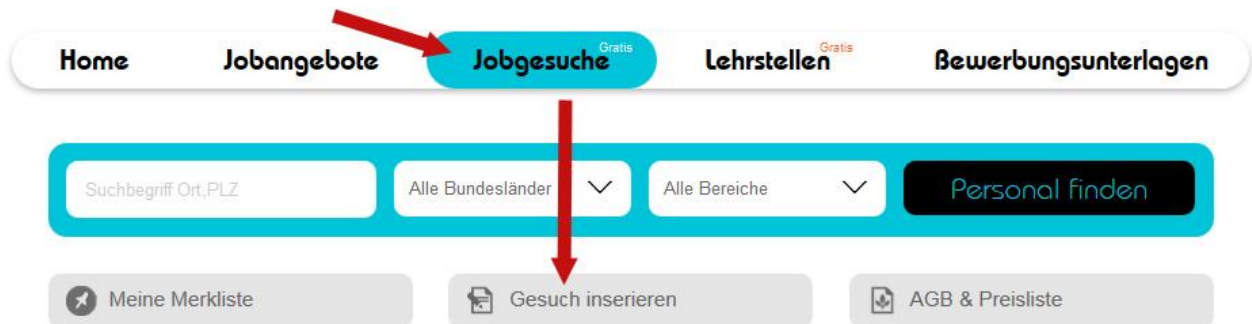 Home Jobangebote Jobgesuche Gratis Lehrstellen Gratis Bewerbungsunterlagen
Suchbegriff Ort,PLZ Alle Bundesländer Alle Bereiche Personal finden
Meine Merkliste Gesuch inserieren AGB & Preisliste